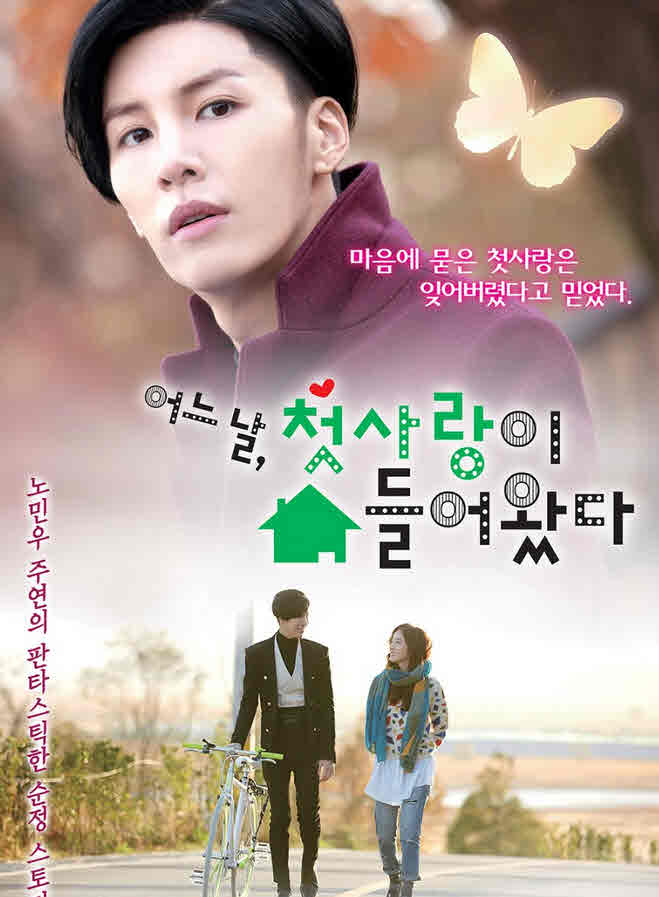 마음에 묻은 첫사랑은
잊어버렸다고 믿었다.
어느 날, 첫사랑이
들어왔다
노민우 주연의 판타스틱한 순정 스토